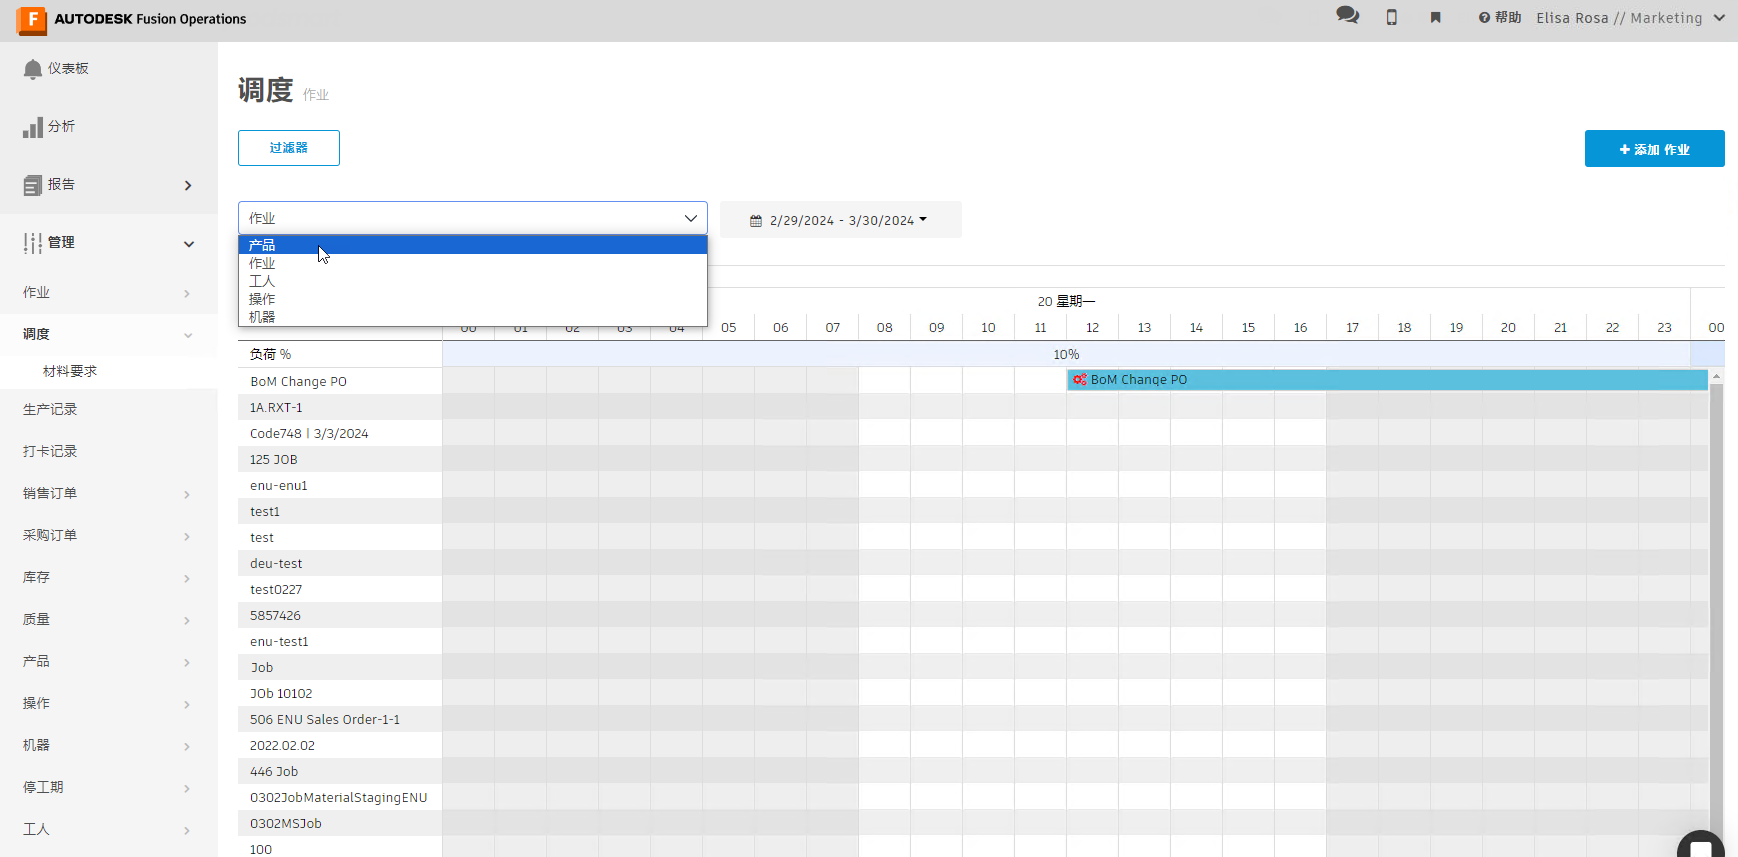 AUTODESK Fusion Operations
帮助
Elisa Rosa // Marketing
仪表板
分析
报告
管理
作业
调度
材料要求
生产记录
打卡记录
销售订单
采购订单
库存
质量
产品
操作
机器
停工期
工人
调度 作业
过滤器
+ 添加 作业
作业
2/29/2024 - 3/30/2024
产品
作业
工人
操作
机器
20 星期一
00 01 02 03 04 05 06 07 08 09 10 11 12 13 14 15 16 17 18 19 20 21 22 23 00
负荷 % 10%
BoM Change PO BoM Change PO
1A.RXT-1
Code748 | 3/3/2024
125 JOB
enu-enu1
test1
test
deu-test
test0227
5857426
enu-test1
Job
JOb 10102
506 ENU Sales Order-1-1
2022.02.02
446 Job
0302JobMaterialStagingENU
0302MSJob
100